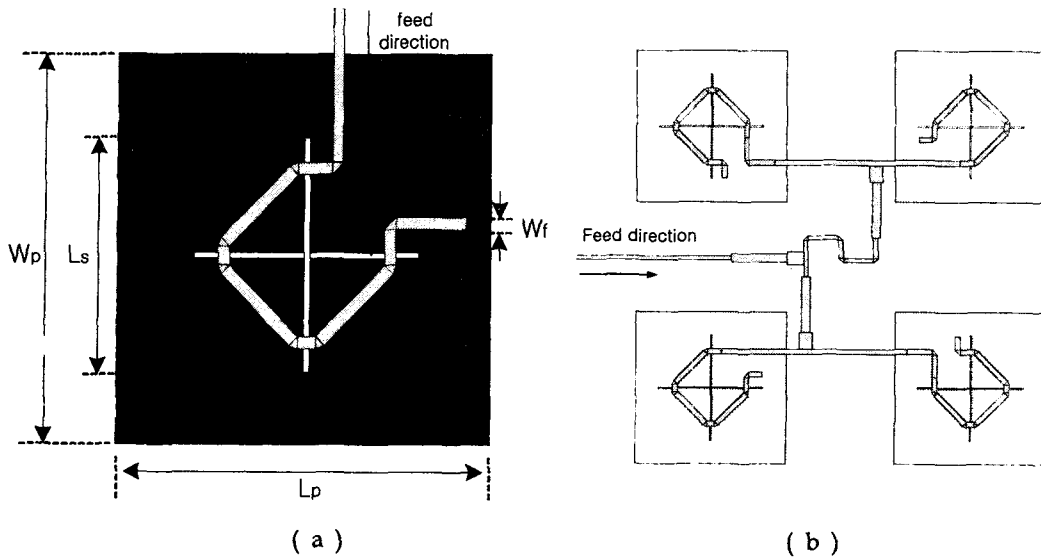 feed
direction
Wp
Ls
Wf
Lp
Feed direction
( a )
( b )